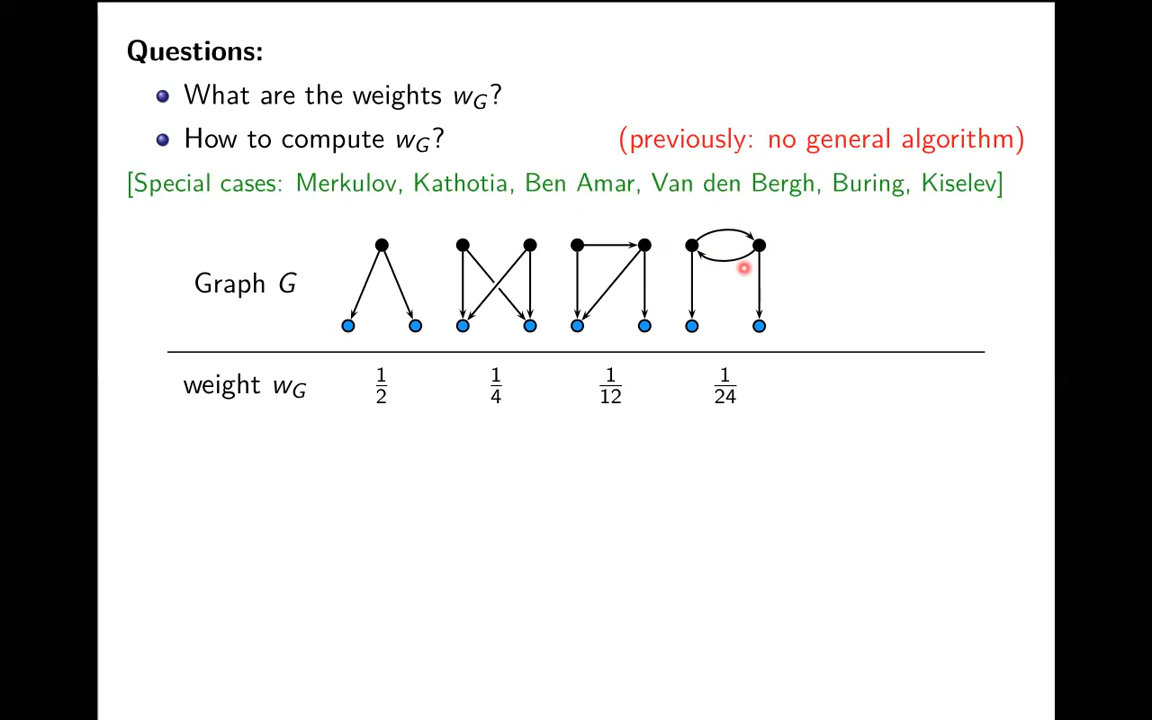 Questions:
What are the weights w_G?
How to compute w_G? (previously: no general algorithm)
[Special cases: Merkulov, Kathotia, Ben Amar, Van den Bergh, Buring, Kiselev]
Graph G
weight w_G 1/2 1/4 1/12 1/24